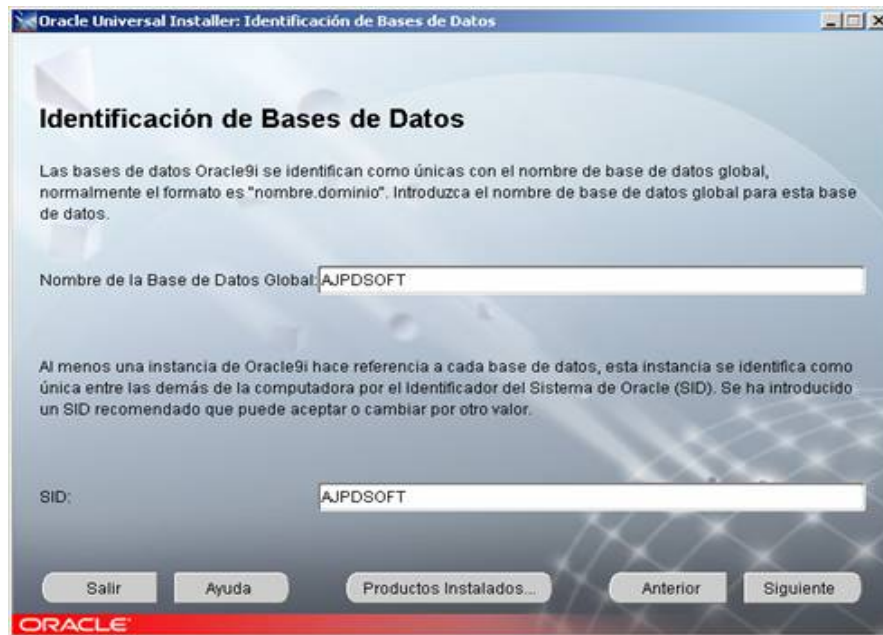 Oracle Universal Installer: Identificación de Bases de Datos
Identificación de Bases de Datos
Las bases de datos Oracle9i se identifican como únicas con el nombre de base de datos global,
normalmente el formato es "nombre.dominio". Introduzca el nombre de base de datos global para esta base
de datos.
Nombre de la Base de Datos Global: AJPDSOFT
Al menos una instancia de Oracle9i hace referencia a cada base de datos, esta instancia se identifica como
única entre las demás de la computadora por el Identificador del Sistema de Oracle (SID). Se ha introducido
un SID recomendado que puede aceptar o cambiar por otro valor.
SID: AJPDSOFT
Salir Ayuda Productos Instalados... Anterior Siguiente
ORACLE